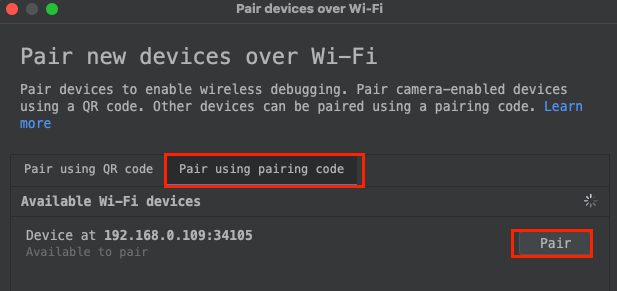 Pair devices over Wi-Fi
Pair new devices over Wi-Fi
Pair devices to enable wireless debugging. Pair camera-enabled devices
using a QR code. Other devices can be paired using a pairing code. Learn
more
Pair using QR code
Pair using pairing code
Available Wi-Fi devices
Device at 192.168.0.109:34105
Available to pair
Pair